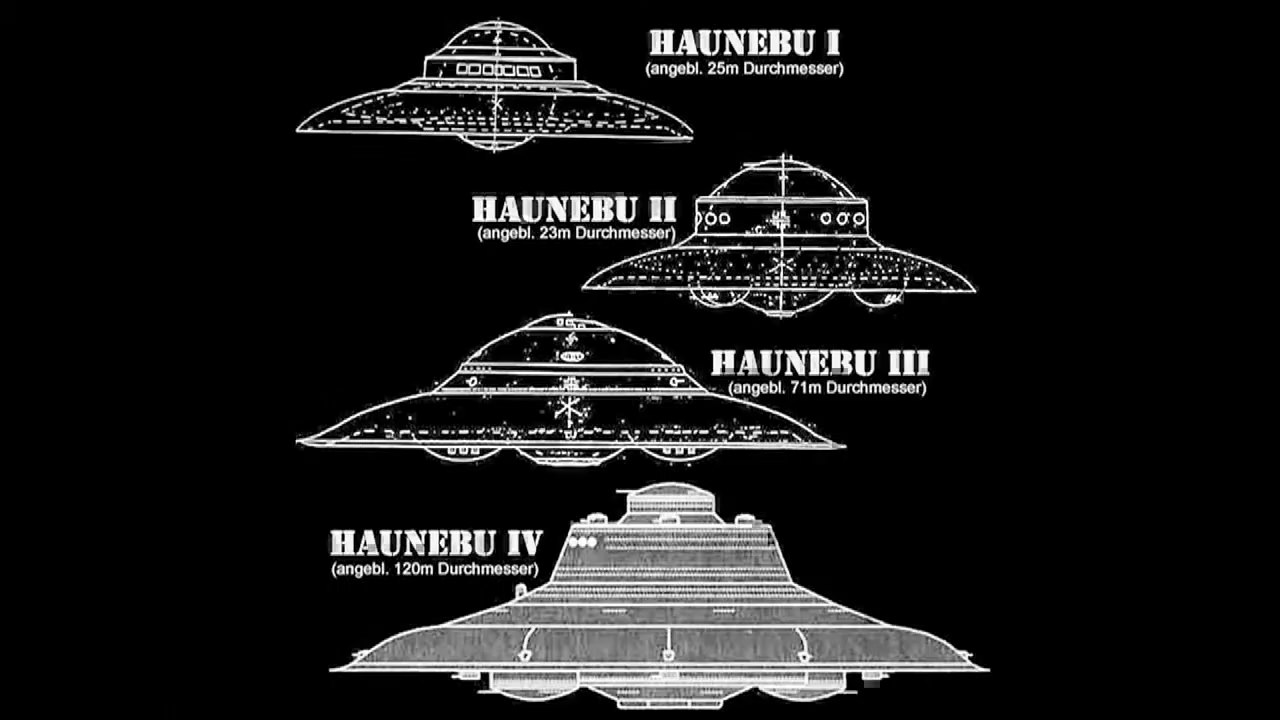 HAUNEBU I
(angebl. 25m Durchmesser)
HAUNEBU II
(angebl. 23m Durchmesser)
HAUNEBU III
(angebl. 71m Durchmesser)
HAUNEBU IV
(angebl. 120m Durchmesser)